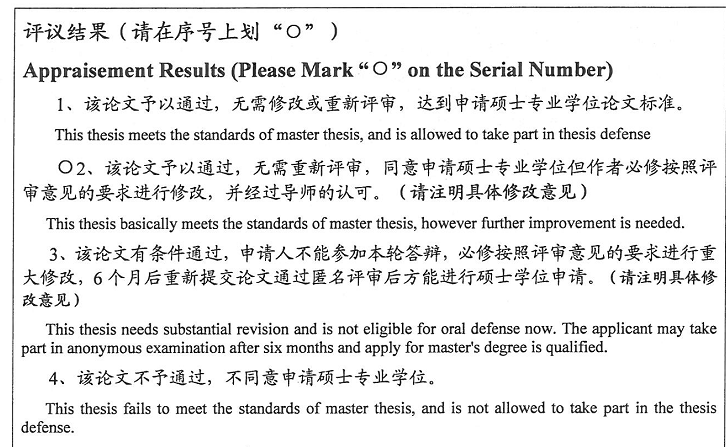 评议结果（请在序号上划“○”）
Appraisement Results (Please Mark “○” on the Serial Number)
1、该论文予以通过，无需修改或重新评审，达到申请硕士专业学位论文标准。
This thesis meets the standards of master thesis, and is allowed to take part in thesis defense
○2、该论文予以通过，无需重新评审，同意申请硕士专业学位但作者必修按照评
审意见的要求进行修改，并经过导师的认可。（请注明具体修改意见）
This thesis basically meets the standards of master thesis, however further improvement is needed.
3、该论文有条件通过，申请人不能参加本轮答辩，必修按照评审意见的要求进行重
大修改，6个月后重新提交论文通过匿名评审后方能进行硕士学位申请。（请注明具体修
改意见）
This thesis needs substantial revision and is not eligible for oral defense now. The applicant may take
part in anonymous examination after six months and apply for master's degree is qualified.
4、该论文不予通过，不同意申请硕士专业学位。
This thesis fails to meet the standards of master thesis, and is not allowed to take part in the thesis
defense.